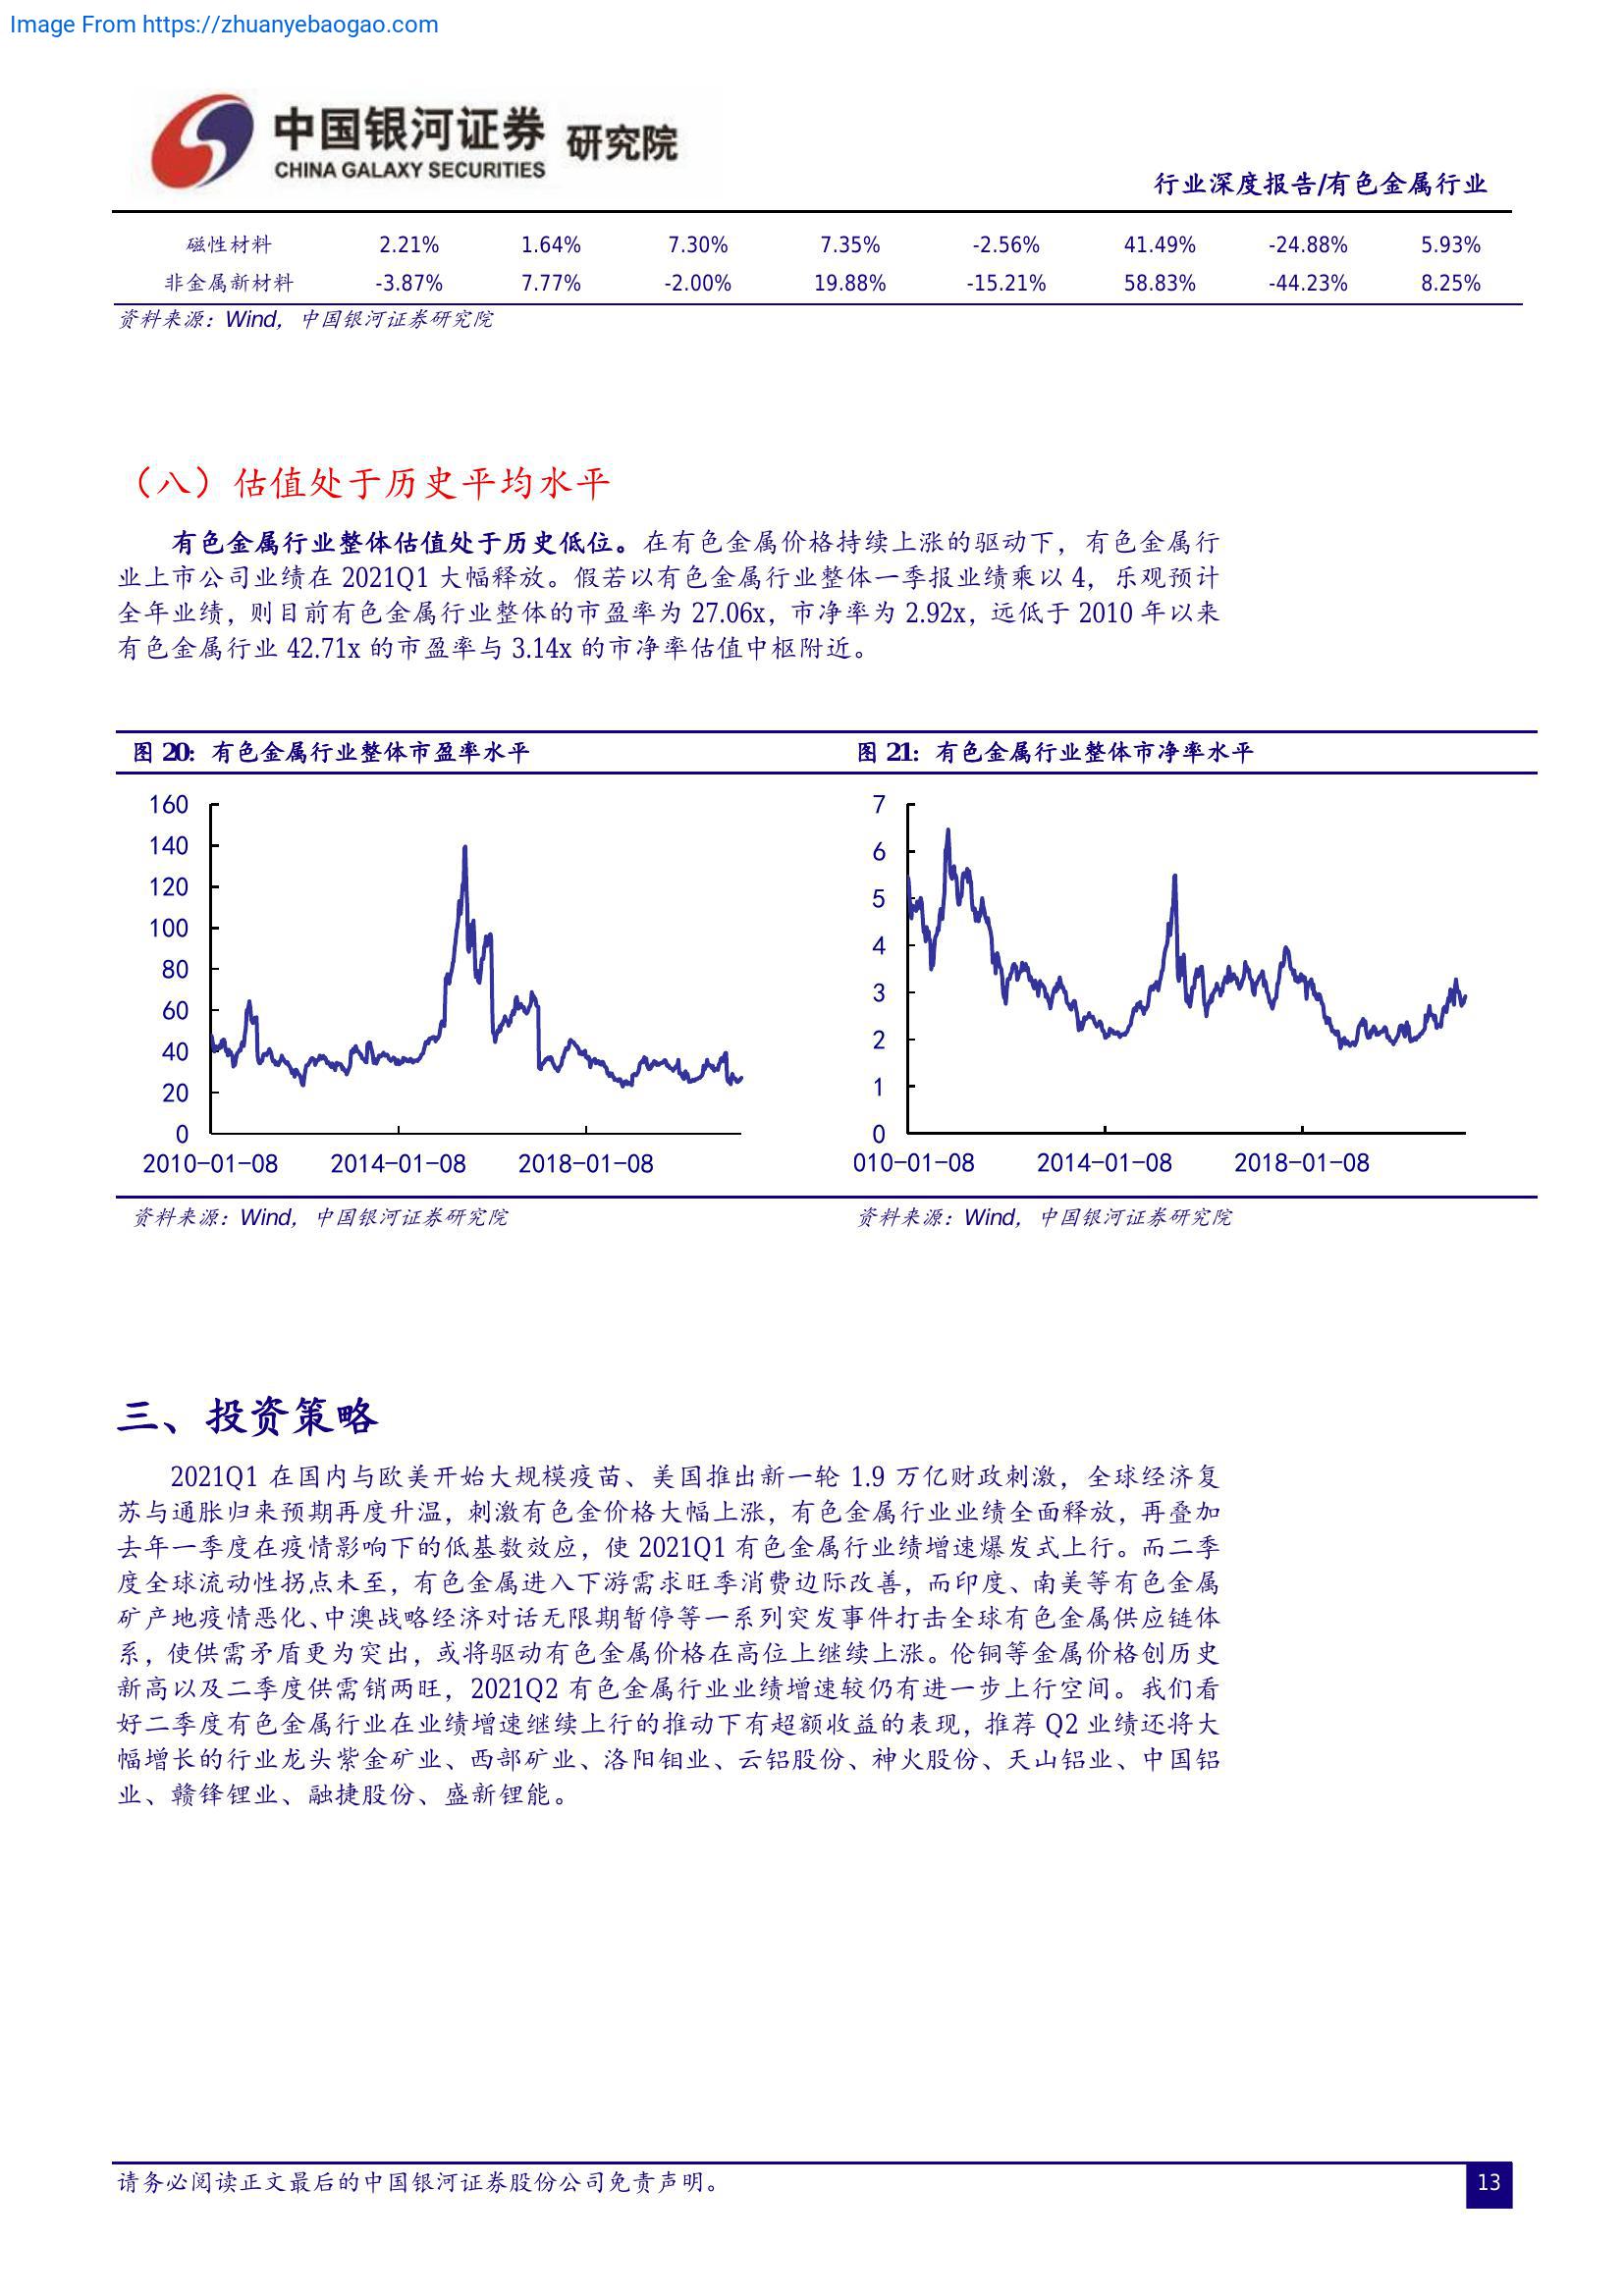 Image From https://zhuanyebaogao.com
中国银河证券 研究院
CHINA GALAXY SECURITIES
行业深度报告/有色金属行业
磁性材料 2.21% 1.64% 7.30% 7.35% -2.56% 41.49% -24.88% 5.93%
非金属新材料 -3.87% 7.77% -2.00% 19.88% -15.21% 58.83% -44.23% 8.25%
资料来源：Wind，中国银河证券研究院
（八）估值处于历史平均水平
有色金属行业整体估值处于历史低位。在有色金属价格持续上涨的驱动下，有色金属行
业上市公司业绩在 2021Q1 大幅释放。假若以有色金属行业整体一季报业绩乘以 4，乐观预计
全年业绩，则目前有色金属行业整体的市盈率为 27.06x，市净率为 2.92x，远低于 2010 年以来
有色金属行业 42.71x 的市盈率与 3.14x 的市净率估值中枢附近。
图 20：有色金属行业整体市盈率水平
160
140
120
100
80
60
40
20
0
2010-01-08 2014-01-08 2018-01-08
资料来源：Wind，中国银河证券研究院
图 21：有色金属行业整体市净率水平
7
6
5
4
3
2
1
0
010-01-08 2014-01-08 2018-01-08
资料来源：Wind，中国银河证券研究院
三、投资策略
2021Q1 在国内与欧美开始大规模疫苗、美国推出新一轮 1.9 万亿财政刺激，全球经济复
苏与通胀归来预期再度升温，刺激有色金价格大幅上涨，有色金属行业业绩全面释放，再叠加
去年一季度在疫情影响下的低基数效应，使 2021Q1 有色金属行业绩增速爆发式上行。而二季
度全球流动性拐点未至，有色金属进入下游需求旺季消费边际改善，而印度、南美等有色金属
矿产地疫情恶化、中澳战略经济对话无限期暂停等一系列突发事件打击全球有色金属供应链体
系，使供需矛盾更为突出，或将驱动有色金属价格在高位上继续上涨。伦铜等金属价格创历史
新高以及二季度供需销两旺，2021Q2 有色金属行业业绩增速较仍有进一步上行空间。我们看
好二季度有色金属行业在业绩增速继续上行的推动下有超额收益的表现，推荐 Q2 业绩还将大
幅增长的行业龙头紫金矿业、西部矿业、洛阳钼业、云铝股份、神火股份、天山铝业、中国铝
业、赣锋锂业、融捷股份、盛新锂能。
请务必阅读正文最后的中国银河证券股份公司免责声明。
13